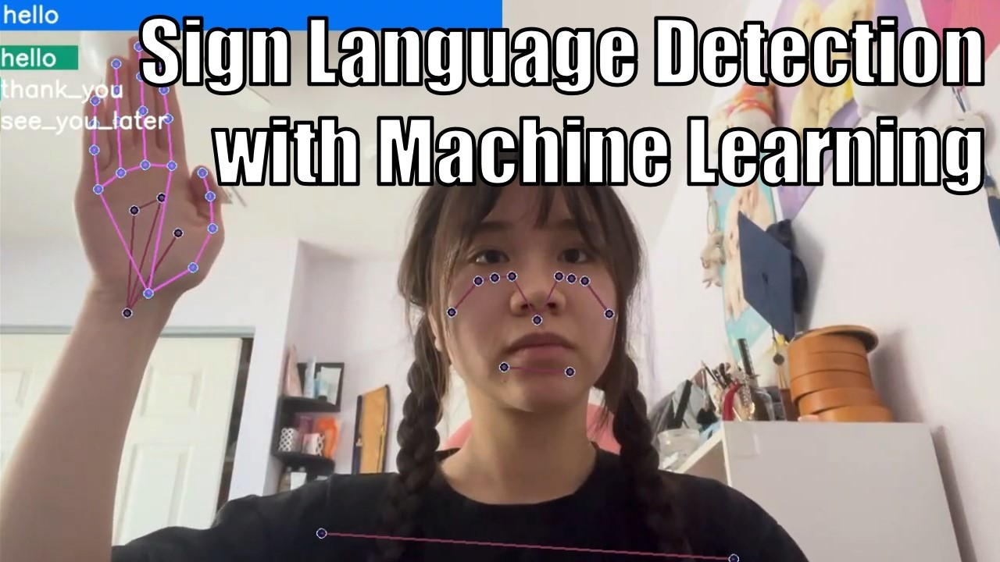 hello
Sign Language Detection
with Machine Learning
hello
thank_you
see_you_later